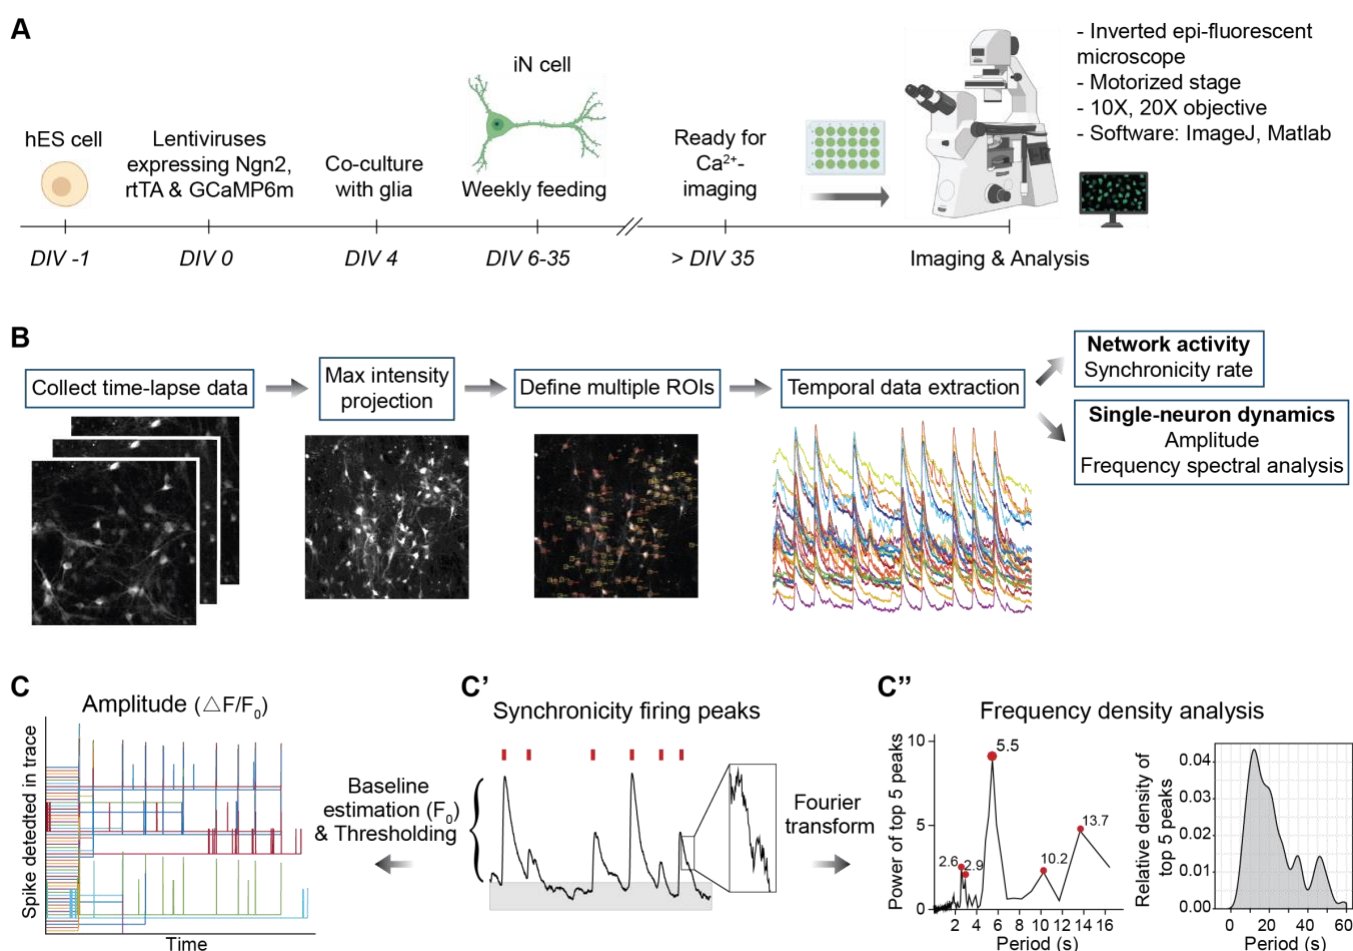 A
hES cell
Lentiviruses
expressing Ngn2,
rtTA & GCaMP6m
Co-culture
with glia
iN cell
Weekly feeding
Ready for
Ca²⁺-
imaging
- Inverted epi-fluorescent
microscope
- Motorized stage
- 10X, 20X objective
- Software: ImageJ, Matlab
DIV -1
DIV 0
DIV 4
DIV 6-35
> DIV 35
Imaging & Analysis
B
Collect time-lapse data
Max intensity
projection
Define multiple ROIs
Temporal data extraction
Network activity
Synchronicity rate
Single-neuron dynamics
Amplitude
Frequency spectral analysis
C
Amplitude (△F/F₀)
Spike detedted in trace
Time
Baseline
estimation (F₀)
& Thresholding
C'
Synchronicity firing peaks
Fourier
transform
C"
Frequency density analysis
Power of top 5 peaks
10
5
0
2.6
2.9
5.5
10.2
13.7
2 4 6 8 10 12 14 16
Period (s)
Relative density of
top 5 peaks
0.04
0.03
0.02
0.01
0.00
0 20 40 60
Period (s)